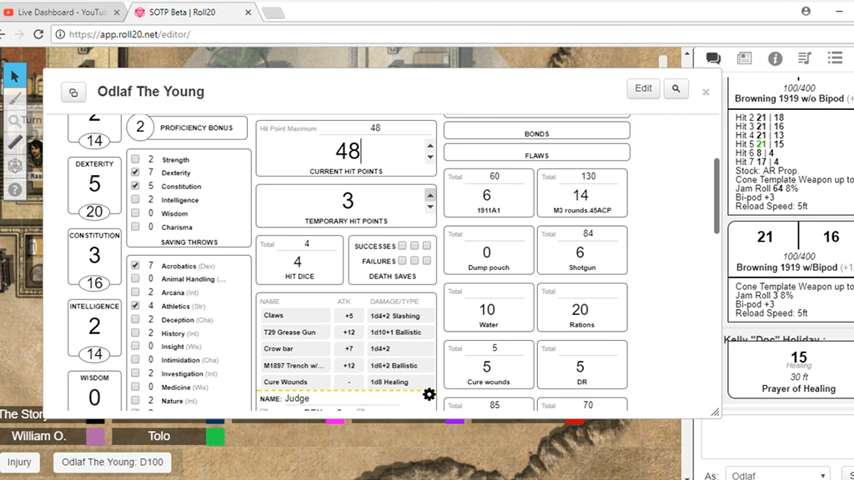 Live Dashboard - YouTu
SOTP Beta | Roll20
https://app.roll20.net/editor/
Odlaf The Young
Edit
2
14
DEXTERITY
5
20
CONSTITUTION
3
16
INTELLIGENCE
2
14
WISDOM
0
2 PROFICIENCY BONUS
2 Strength
7 Dexterity
5 Constitution
2 Intelligence
0 Wisdom
0 Charisma
SAVING THROWS
7 Acrobatics (Dex)
0 Animal Handling (...
2 Arcana (Int)
4 Athletics (Str)
2 Deception (Cha)
2 History (Int)
0 Insight (Wis)
0 Intimidation (Cha)
2 Investigation (Int)
0 Medicine (Wis)
2 Nature (Int)
Hit Point Maximum 48
48
CURRENT HIT POINTS
3
TEMPORARY HIT POINTS
Total 4
4
HIT DICE
SUCCESSES
FAILURES
DEATH SAVES
NAME ATK DAMAGE/TYPE
Claws +5 1d4+2 Slashing
T29 Grease Gun +12 1d10+1 Ballistic
Crow bar +7 1d4+2
M1897 Trench w/... +12 1d6+2 Ballistic
Cure Wounds - 1d8 Healing
NAME: Judge
BONDS
FLAWS
Total 60
6
1911A1
Total 130
14
M3 rounds.45ACP
Total
0
Dump pouch
Total 84
6
Shotgun
Total
10
Water
Total
20
Rations
Total 5
5
Cure wounds
Total
5
DR
Total 85
Total 70
100/400
Browning 1919 w/o Bipod (+1
Hit 2 21 | 18
Hit 3 21 | 16
Hit 4 21 | 13
Hit 5 21 | 15
Hit 6 8 | 4
Hit 7 17 | 4
Stock: AR Prop.
Cone Template Weapon up to
Jam Roll 64 8%
Bi-pod +3
Reload Speed: 5ft
21 16
100/400
Browning 1919 w/Bipod (+1
Cone Template Weapon up to
Jam Roll 3 8%
Bi-pod +3
Reload Speed: 5ft
Kelly "Doc" Holiday :
15
Healing
30 ft
Prayer of Healing
The Story
William O.
Tolo
Injury
Odlaf The Young: D100
As: Odlaf